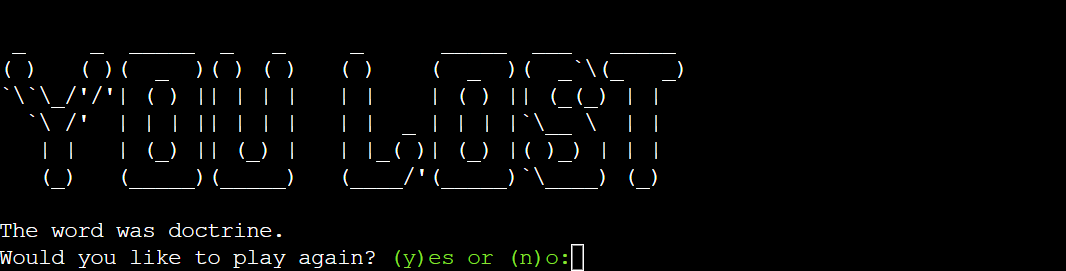 YOU LOST
The word was doctrine.
Would you like to play again? (y)es or (n)o: